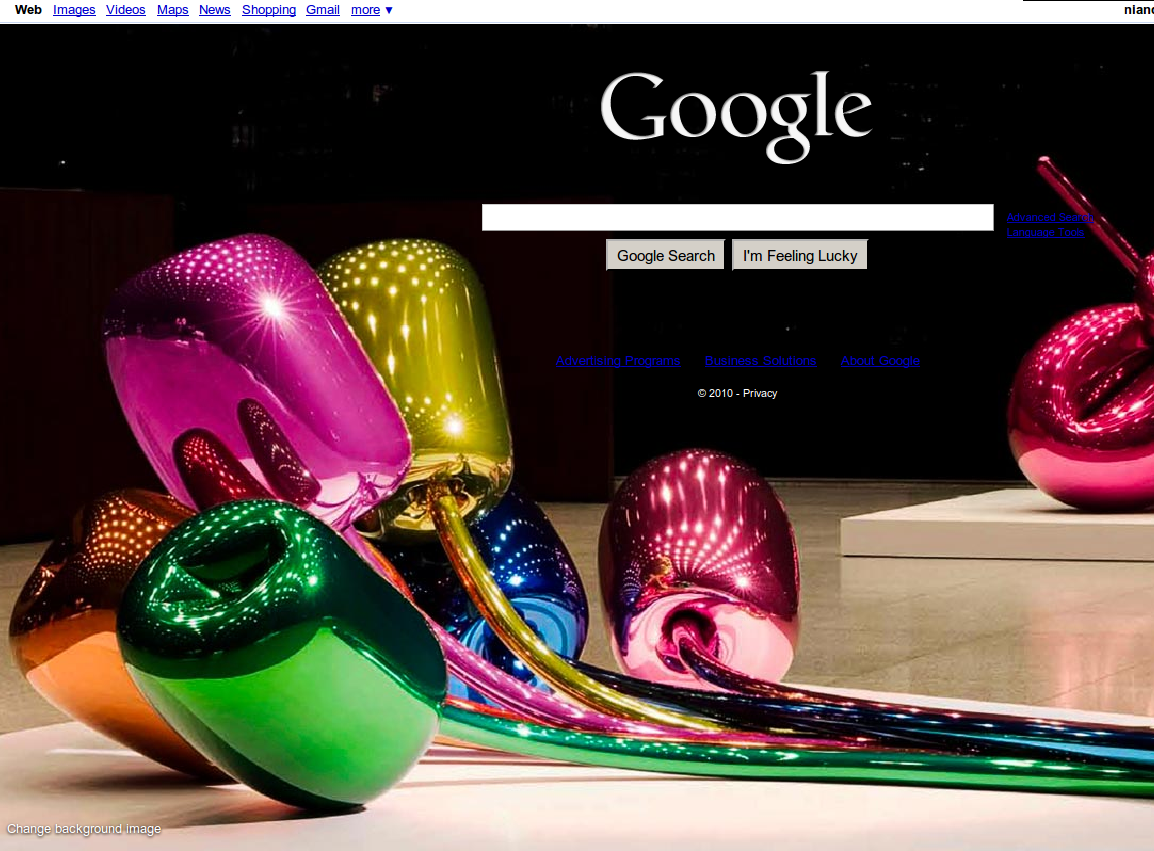 Web Images Videos Maps News Shopping Gmail more ▼
Google
Advanced Search
Language Tools
Google Search I'm Feeling Lucky
Advertising Programs Business Solutions About Google
© 2010 - Privacy
Change background image